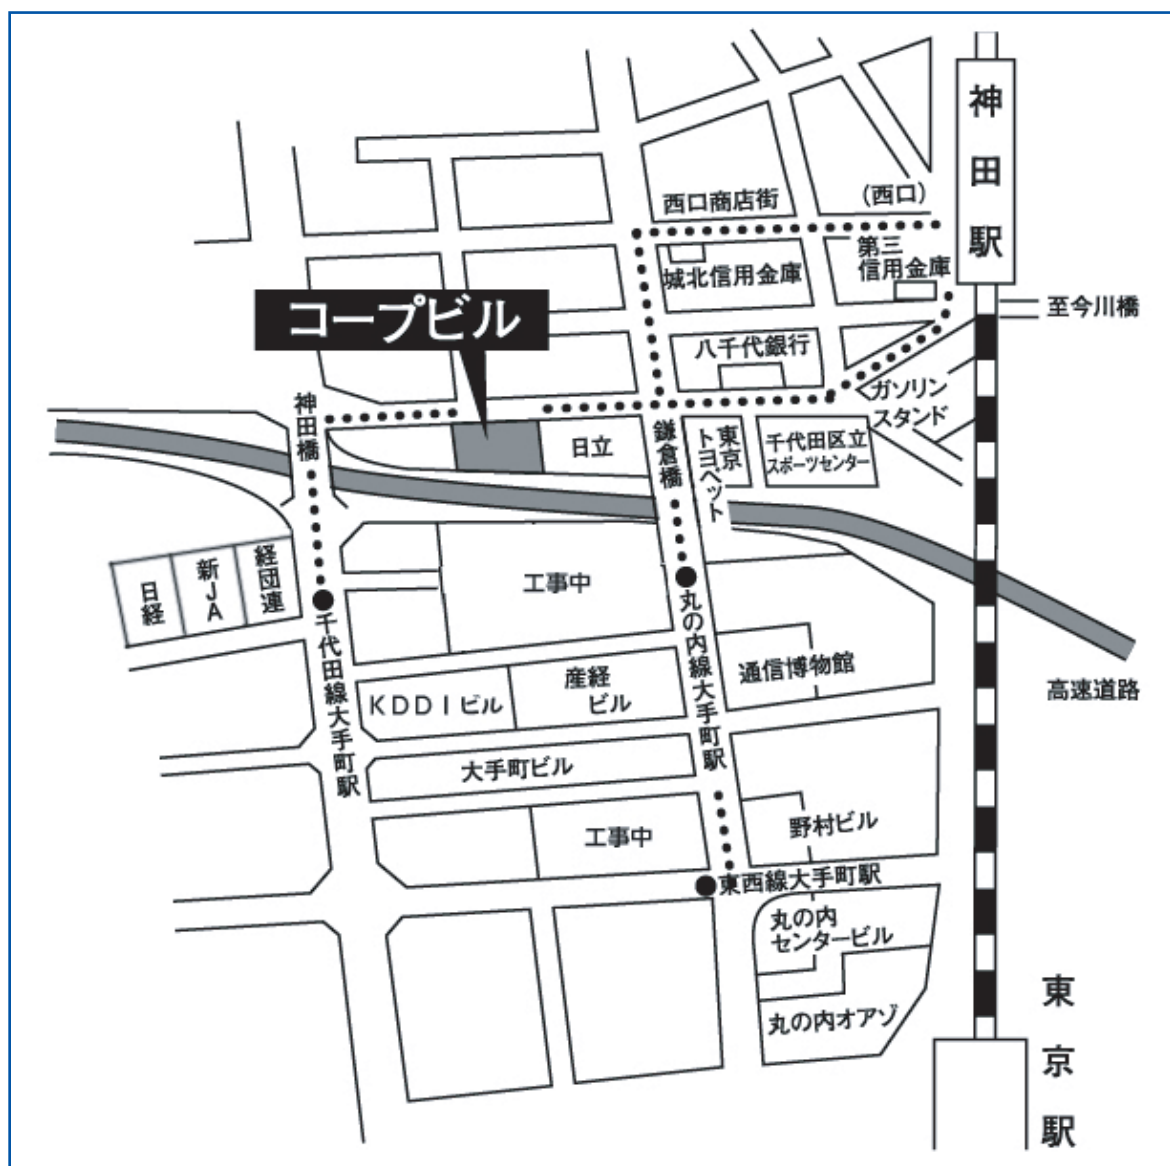 神田駅
西口商店街
（西口）
第三
信用金庫
城北信用金庫
至今川橋
コープビル
八千代銀行
ガソリン
スタンド
神田橋
日立
鎌倉橋
東京
トヨペット
千代田区立
スポーツセンター
日経
新JA
経団連
工事中
千代田線大手町駅
丸の内線大手町駅
通信博物館
高速道路
KDDIビル
産経
ビル
大手町ビル
工事中
野村ビル
東西線大手町駅
丸の内
センタービル
丸の内オアゾ
東京駅